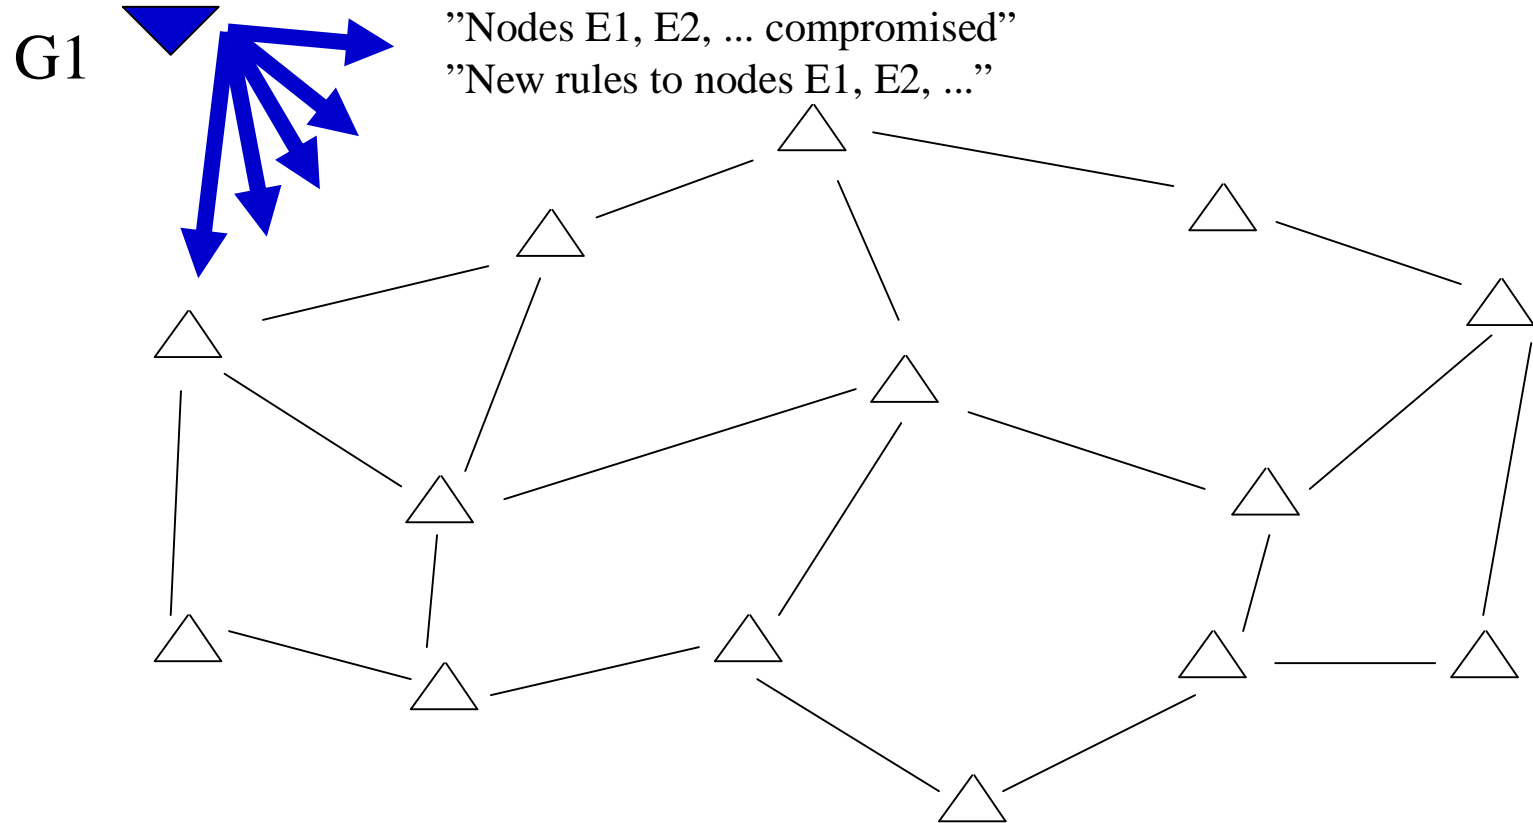 ”Nodes E1, E2, ... compromised”
G1
”New rules to nodes E1, E2, ...”